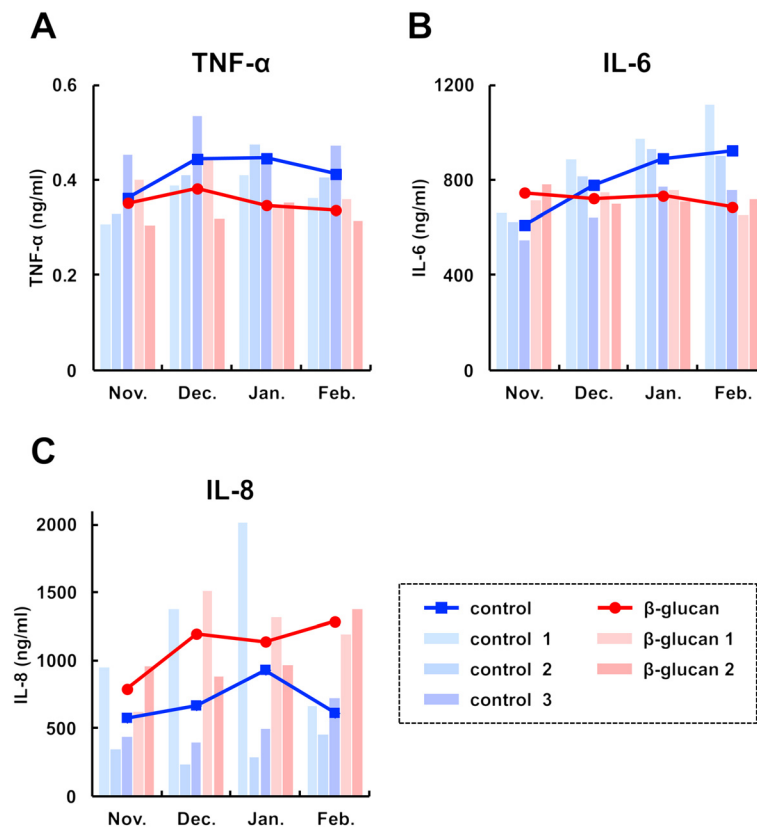 A
TNF-α
TNF-α (ng/ml)
0.6
0.4
0.2
0
Nov. Dec. Jan. Feb.
B
IL-6
IL-6 (ng/ml)
1200
800
400
0
Nov. Dec. Jan. Feb.
C
IL-8
IL-8 (ng/ml)
2000
1500
1000
500
0
Nov. Dec. Jan. Feb.
control
control 1
control 2
control 3
β-glucan
β-glucan 1
β-glucan 2